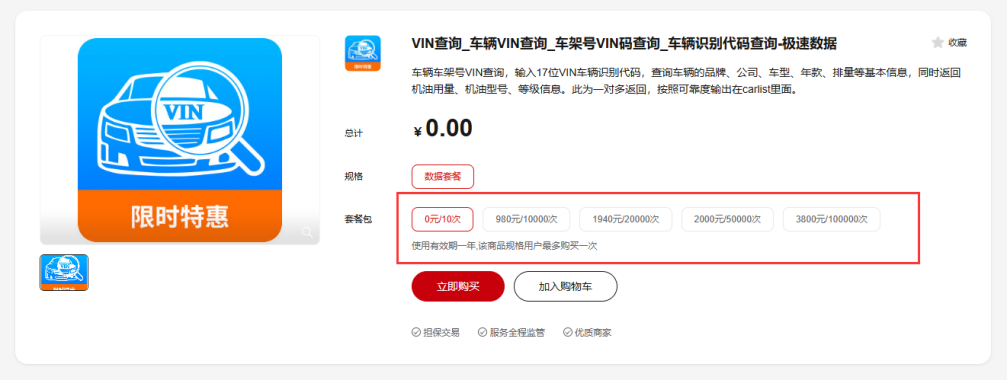 VIN
限时特惠
VIN
限时特惠
VIN查询_车辆VIN查询_车架号VIN码查询_车辆识别代码查询-极速数据
收藏
车辆车架号VIN查询，输入17位VIN车辆识别代码，查询车辆的品牌、公司、车型、年款、排量等基本信息，同时返回
机油用量、机油型号、等级信息。此为一对多返回，按照可靠度输出在carlist里面。
总计
￥0.00
规格
数据套餐
套餐包
0元/10次
980元/10000次
1940元/20000次
2000元/50000次
3800元/100000次
使用有效期一年,该商品规格用户最多购买一次
立即购买
加入购物车
担保交易
服务全程监管
优质商家
VIN